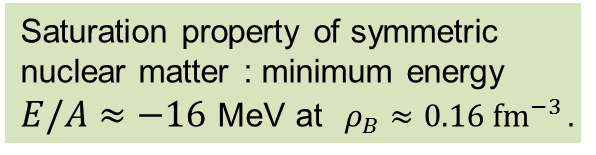 Saturation property of symmetric
nuclear matter : minimum energy
E/A ≈ −16 MeV at ρ_B ≈ 0.16 fm⁻³ .